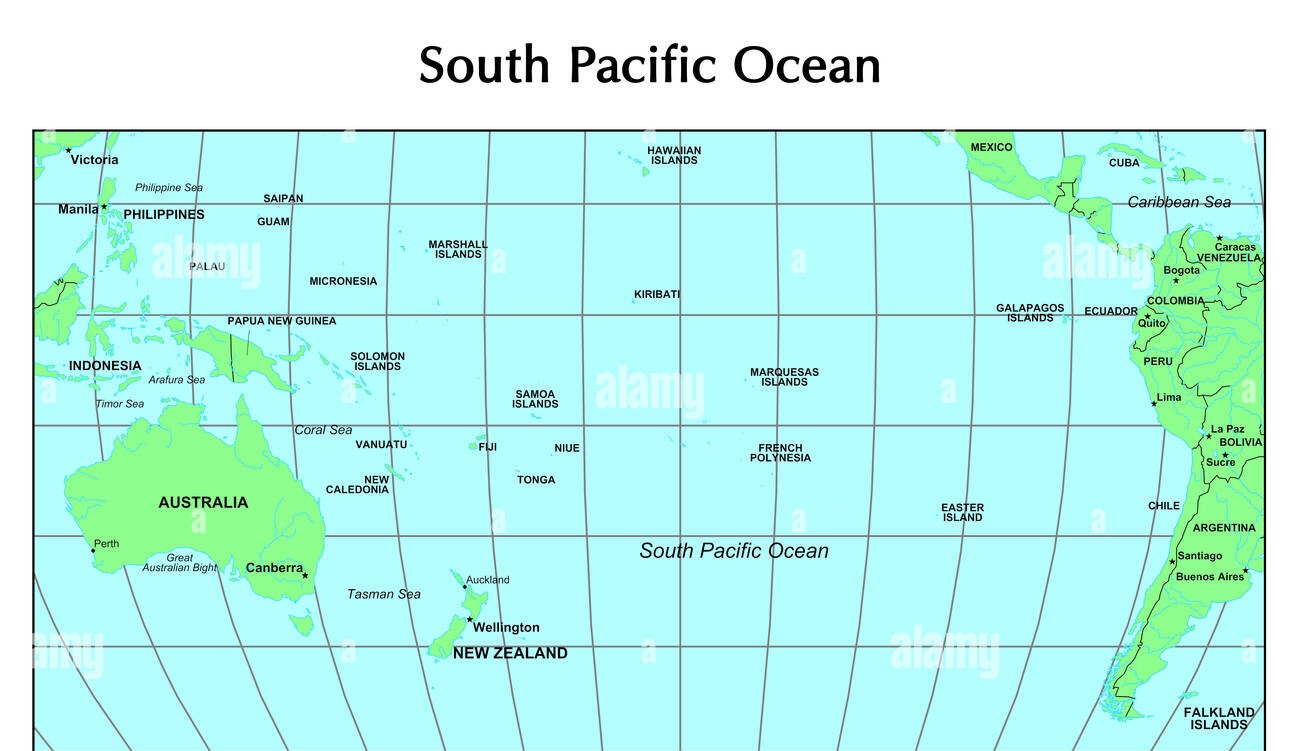 South Pacific Ocean
HAWAIIAN
ISLANDS
MEXICO
CUBA
Victoria
Philippine Sea
SAIPAN
Caribbean Sea
Manila
PHILIPPINES
GUAM
MARSHALL
ISLANDS
Caracas
VENEZUELA
alamy
alamy
a
a
PALAU
Bogota
MICRONESIA
KIRIBATI
COLOMBIA
GALAPAGOS
ISLANDS
ECUADOR
Quito
PAPUA NEW GUINEA
SOLOMON
ISLANDS
PERU
INDONESIA
Arafura Sea
MARQUESAS
ISLANDS
alamy
a
a
a
a
Timor Sea
SAMOA
ISLANDS
Lima
Coral Sea
VANUATU
FIJI
NIUE
FRENCH
POLYNESIA
La Paz
BOLIVIA
Sucre
NEW
CALEDONIA
TONGA
AUSTRALIA
EASTER
ISLAND
CHILE
a
a
a
a
ARGENTINA
Perth
Great
Australian Bight
South Pacific Ocean
Santiago
Canberra
Auckland
Buenos Aires
Tasman Sea
Wellington
NEW ZEALAND
alamy
alamy
a
a
a
FALKLAND
ISLANDS